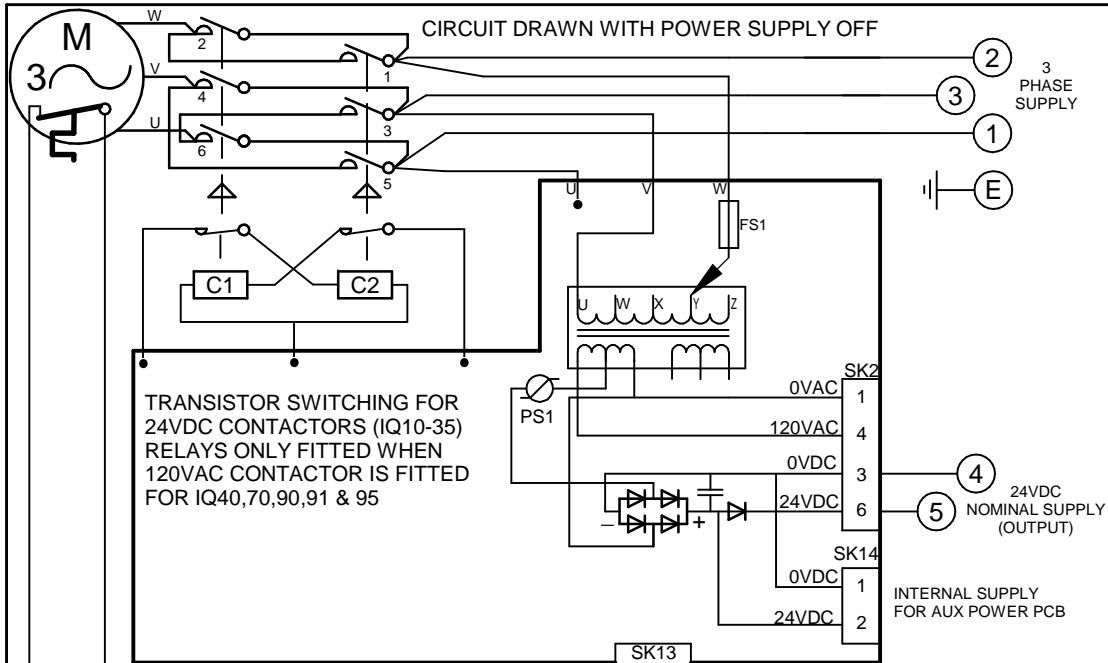 CIRCUIT DRAWN WITH POWER SUPPLY OFF
M
3
W
V
U
2
4
6
1
3
5
2
3
1
E
3
PHASE
SUPPLY
U
V
W
FS1
C1
C2
U
W
X
Y
Z
PS1
TRANSISTOR SWITCHING FOR
24VDC CONTACTORS (IQ10-35)
RELAYS ONLY FITTED WHEN
120VAC CONTACTOR IS FITTED
FOR IQ40,70,90,91 & 95
SK2
0VAC
1
120VAC
4
0VDC
3
24VDC
6
–
+
4
5
24VDC
NOMINAL SUPPLY
(OUTPUT)
SK14
0VDC
1
24VDC
2
INTERNAL SUPPLY
FOR AUX POWER PCB
SK13